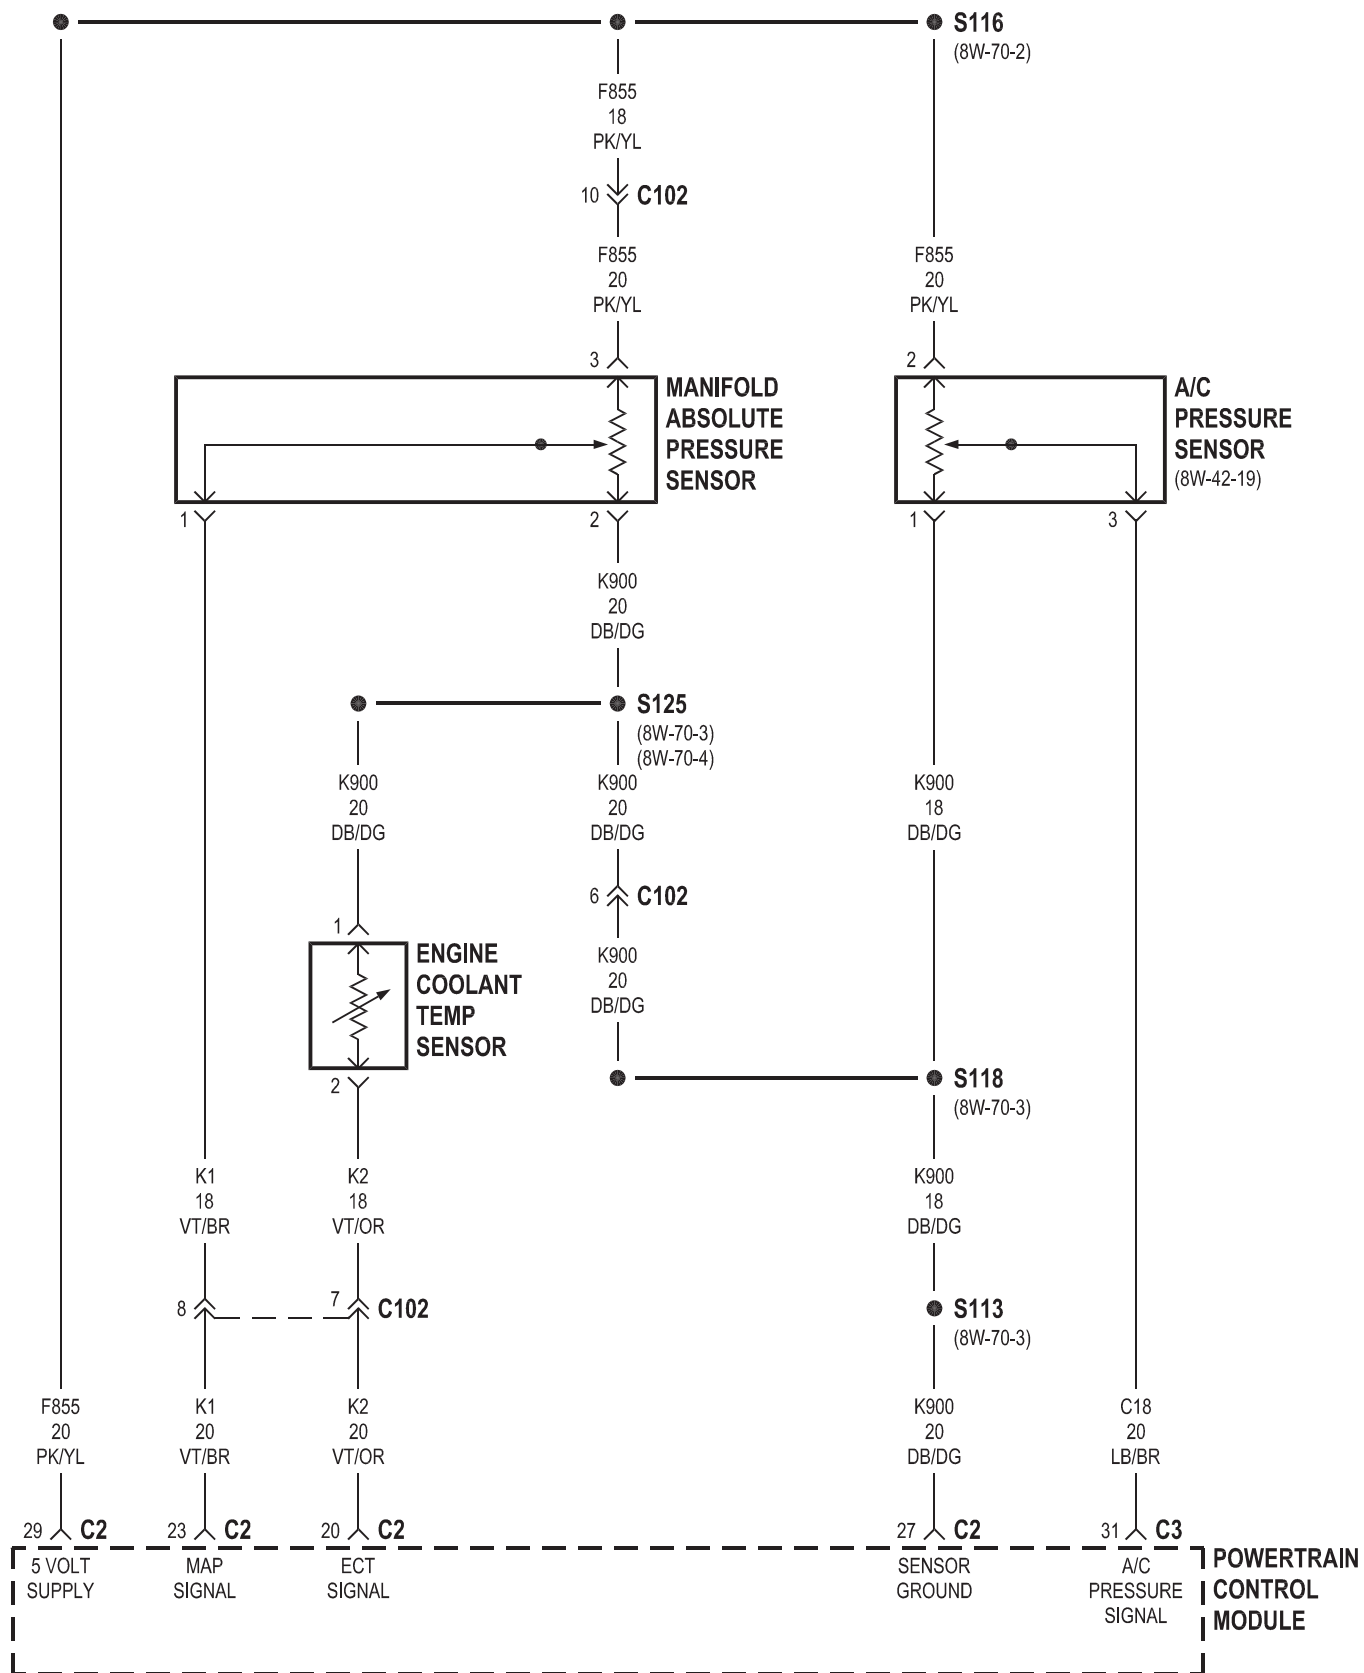 S116
(8W-70-2)
F855
18
PK/YL
10 C102
F855
20
PK/YL
F855
20
PK/YL
3
2
MANIFOLD
ABSOLUTE
PRESSURE
SENSOR
A/C
PRESSURE
SENSOR
(8W-42-19)
1
2
1
3
K900
20
DB/DG
S125
(8W-70-3)
(8W-70-4)
K900
20
DB/DG
K900
20
DB/DG
K900
18
DB/DG
6 C102
1
ENGINE
COOLANT
TEMP
SENSOR
K900
20
DB/DG
2
S118
(8W-70-3)
K1
18
VT/BR
K2
18
VT/OR
K900
18
DB/DG
8
7 C102
S113
(8W-70-3)
F855
20
PK/YL
K1
20
VT/BR
K2
20
VT/OR
K900
20
DB/DG
C18
20
LB/BR
29 C2
23 C2
20 C2
27 C2
31 C3
5 VOLT
SUPPLY
MAP
SIGNAL
ECT
SIGNAL
SENSOR
GROUND
A/C
PRESSURE
SIGNAL
POWERTRAIN
CONTROL
MODULE